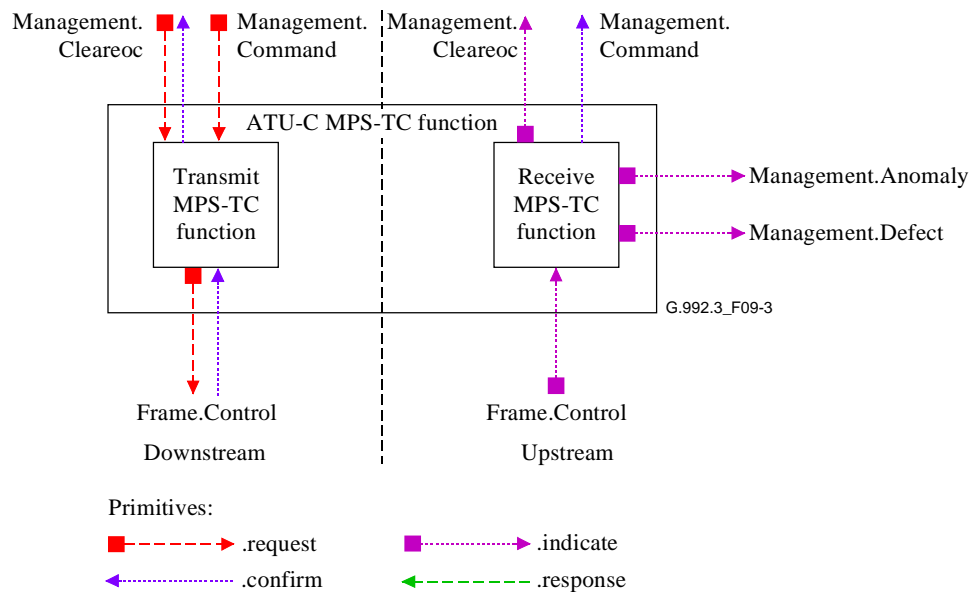 Management.
Cleareoc
Management.
Command
Management.
Cleareoc
Management.
Command
ATU-C MPS-TC function
Transmit
MPS-TC
function
Receive
MPS-TC
function
Management.Anomaly
Management.Defect
G.992.3_F09-3
Frame.Control
Downstream
Frame.Control
Upstream
Primitives:
.request
.indicate
.confirm
.response